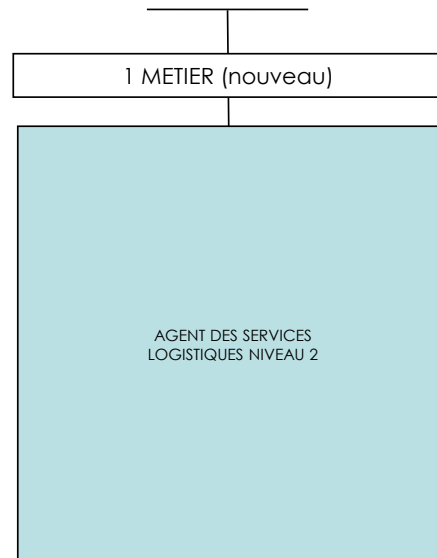 1 METIER (nouveau)
AGENT DES SERVICES
LOGISTIQUES NIVEAU 2